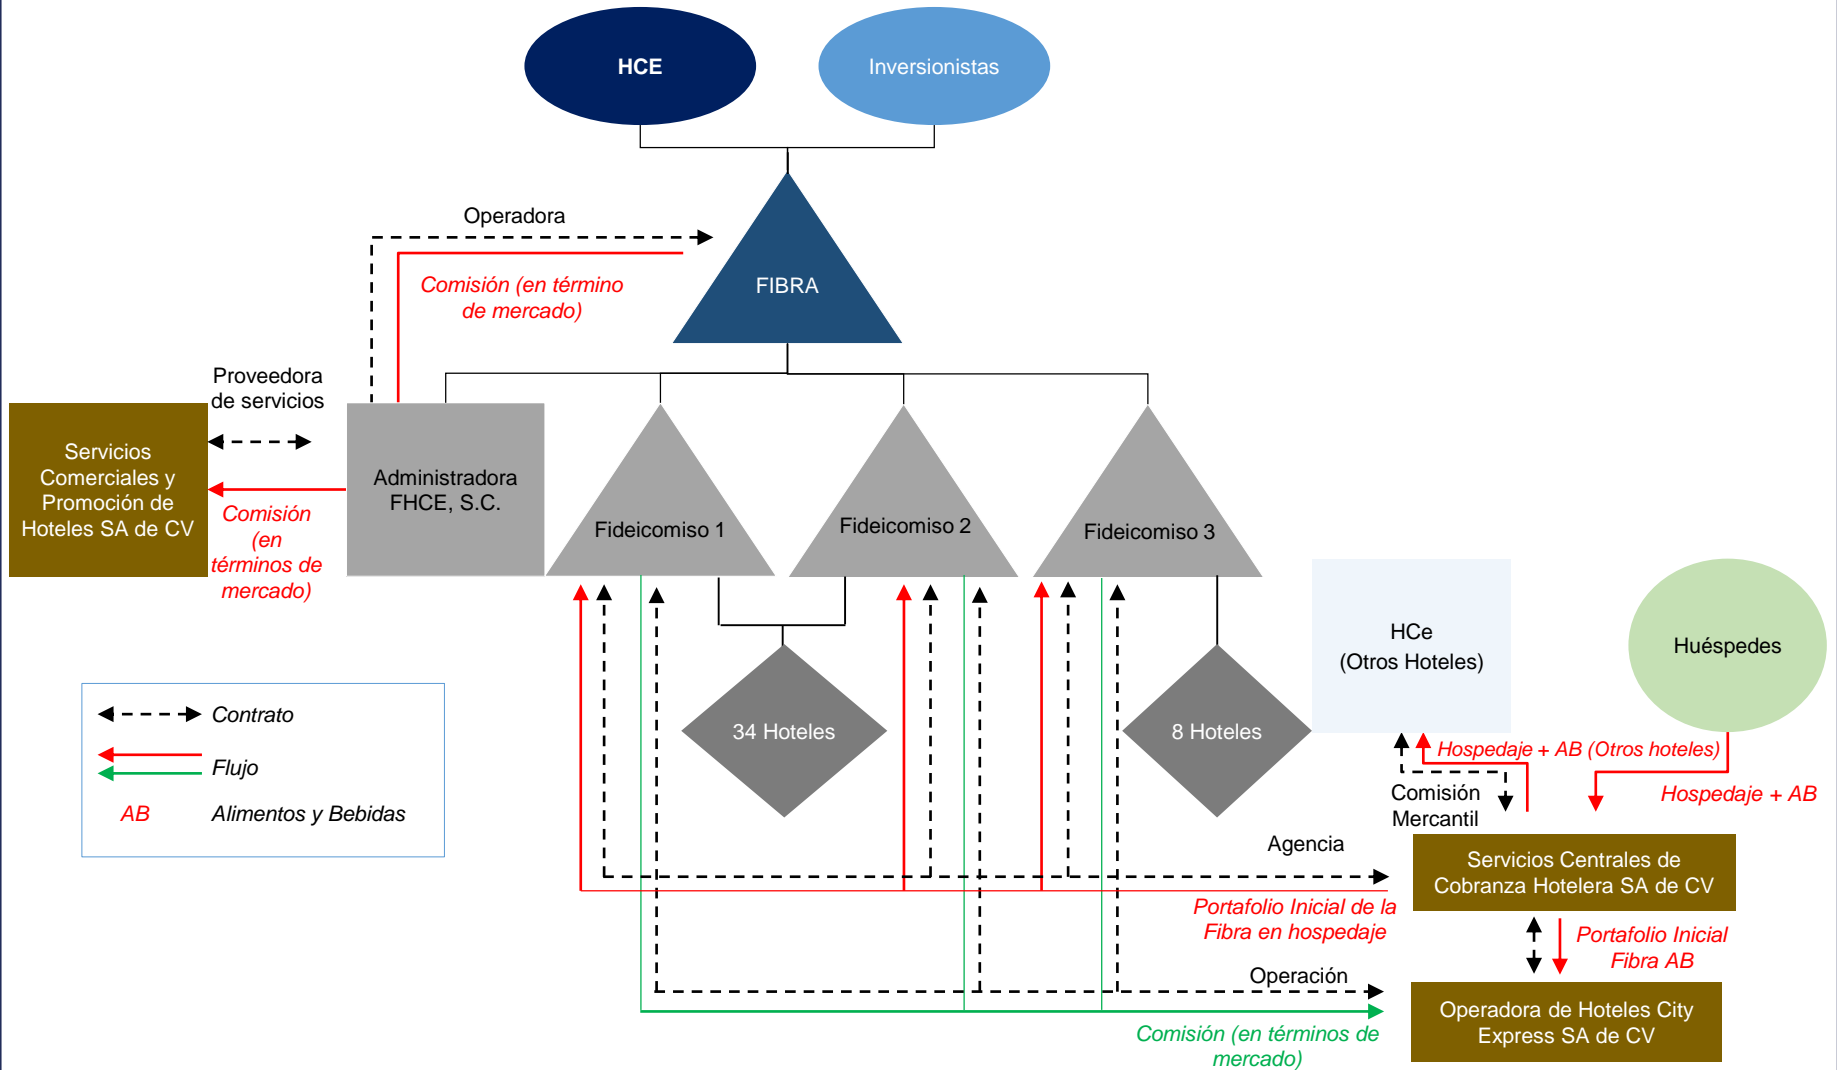 HCE
Inversionistas
Operadora
Comisión (en término
de mercado)
FIBRA
Proveedora
de servicios
Servicios
Comerciales y
Promoción de
Hoteles SA de CV
Comisión
(en
términos de
mercado)
Administradora
FHCE, S.C.
Fideicomiso 1
Fideicomiso 2
Fideicomiso 3
34 Hoteles
8 Hoteles
HCe
(Otros Hoteles)
Huéspedes
Contrato
Flujo
AB
Alimentos y Bebidas
Hospedaje + AB (Otros hoteles)
Hospedaje + AB
Comisión
Mercantil
Agencia
Servicios Centrales de
Cobranza Hotelera SA de CV
Portafolio Inicial de la
Fibra en hospedaje
Portafolio Inicial
Fibra AB
Operación
Operadora de Hoteles City
Express SA de CV
Comisión (en términos de
mercado)